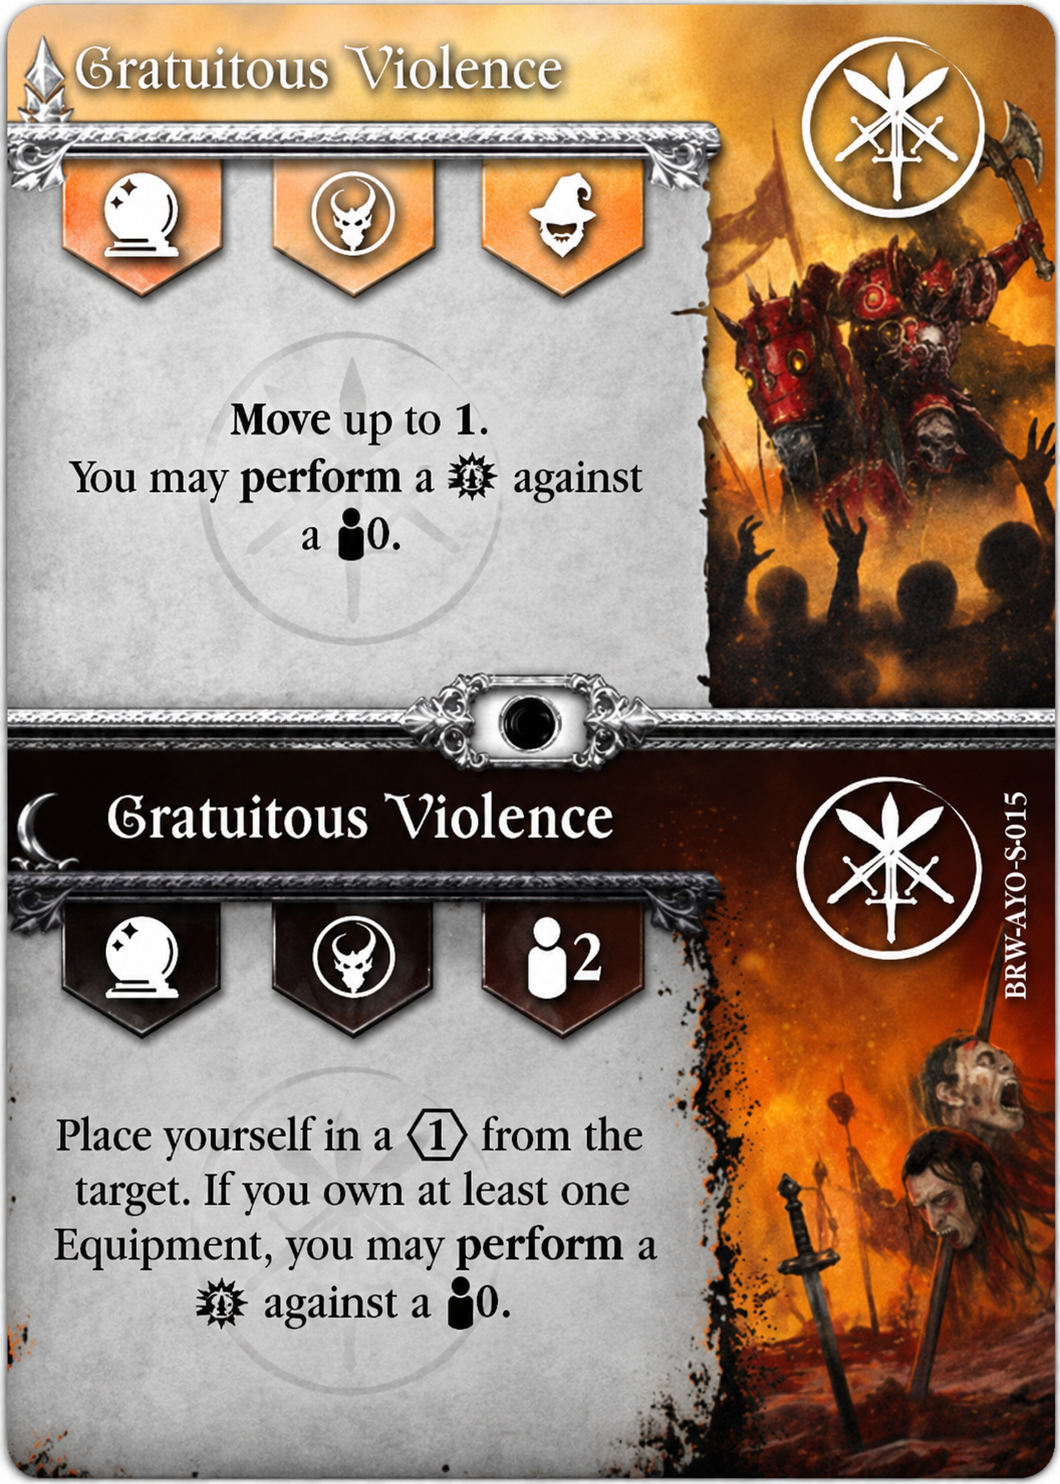 Gratuitous Violence
Move up to 1.
You may perform a against
a 0.
Gratuitous Violence
BRW-AYO-S-015
2
Place yourself in a 1 from the
target. If you own at least one
Equipment, you may perform a
against a 0.